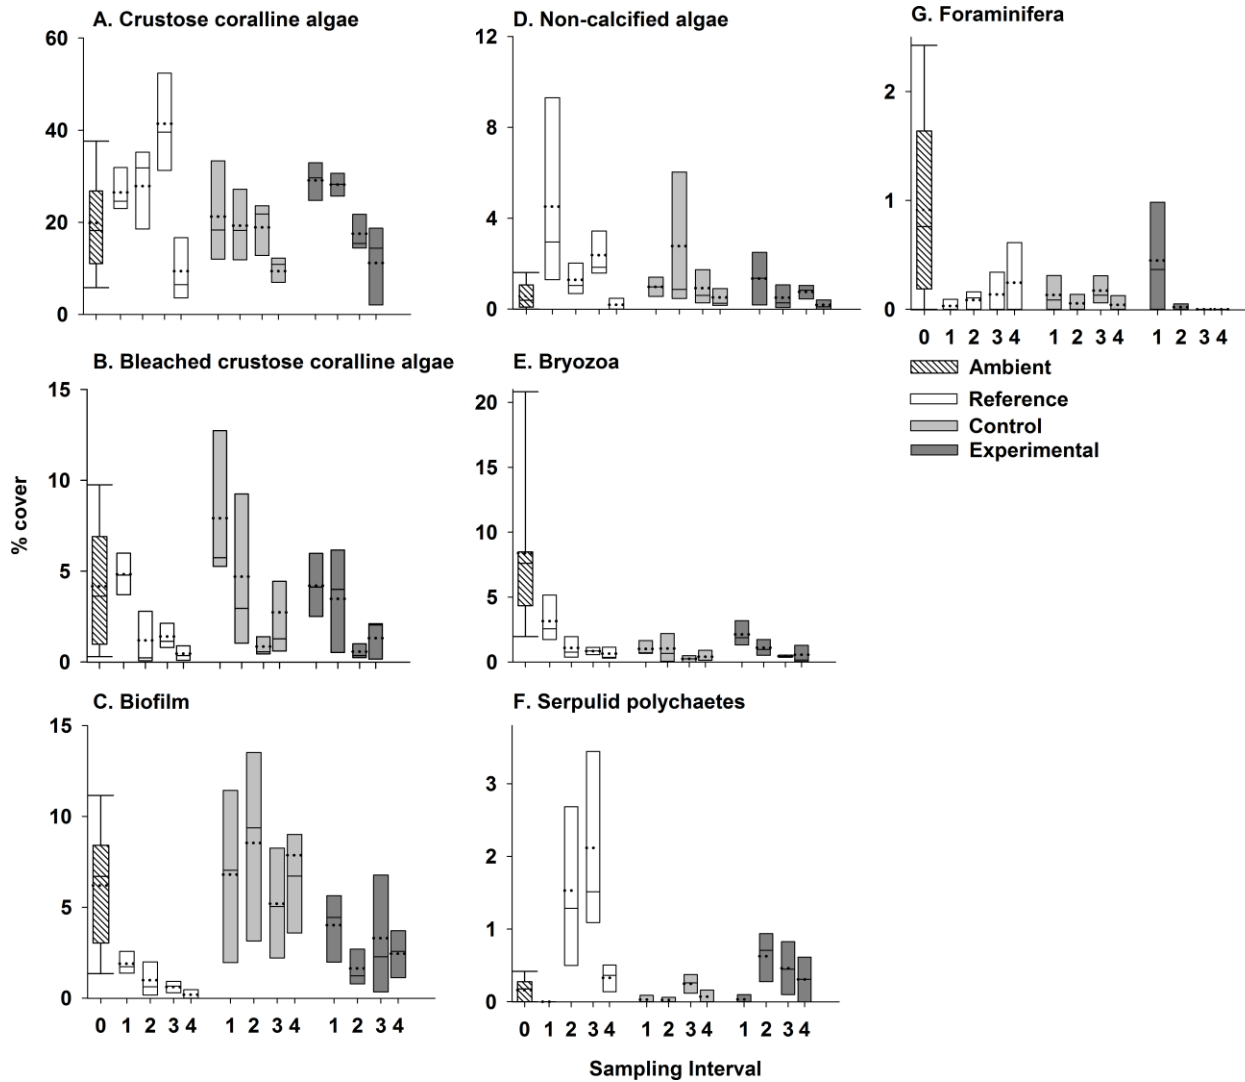 A. Crustose coralline algae
60
40
20
0
B. Bleached crustose coralline algae
15
10
5
0
C. Biofilm
15
10
5
0
0 1 2 3 4 1 2 3 4 1 2 3 4
% cover
D. Non-calcified algae
12
8
4
0
E. Bryozoa
20
15
10
5
0
F. Serpulid polychaetes
3
2
1
0
0 1 2 3 4 1 2 3 4 1 2 3 4
Sampling Interval
G. Foraminifera
2
1
0
0 1 2 3 4 1 2 3 4 1 2 3 4
Ambient
Reference
Control
Experimental